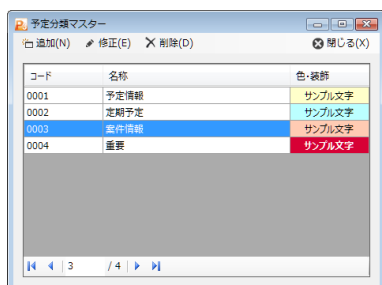 予定分類マスター
追加(N) 修正(E) 削除(D) 閉じる(X)
コード 名称 色・装飾
0001 予定情報 サンプル文字
0002 定期予定 サンプル文字
0003 案件情報 サンプル文字
0004 重要 サンプル文字
3 / 4